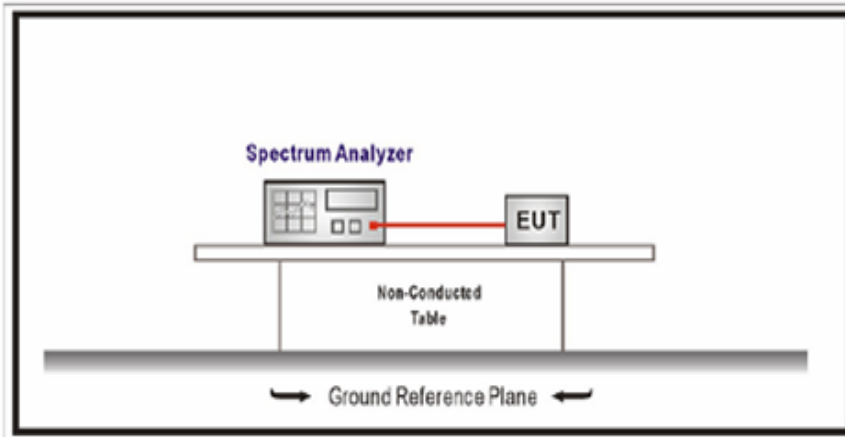 Spectrum Analyzer
EUT
Non-Conducted
Table
Ground Reference Plane